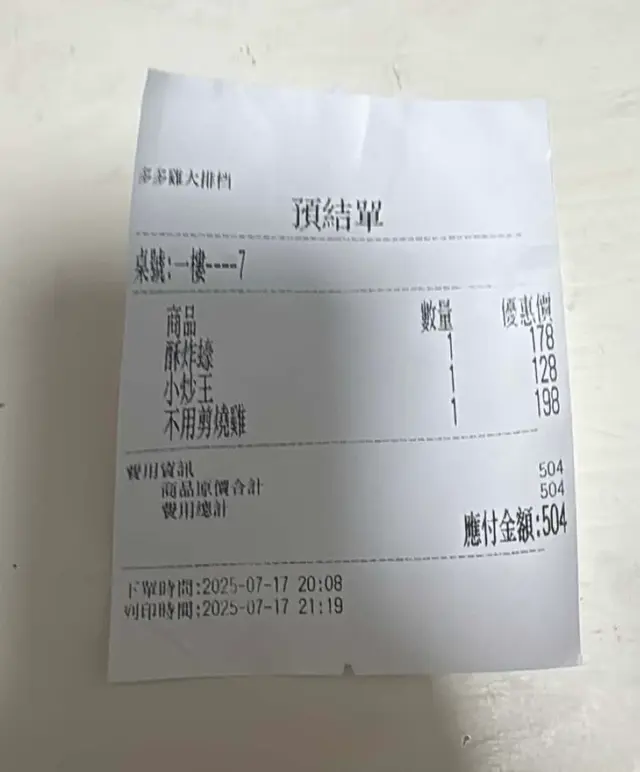 多多雞大排档
預結單
桌號:一樓----7
商品 數量 優惠價
酥炸蠔 1 178
小炒王 1 128
不用剪燒雞 1 198
費用資訊
商品原價合計 504
費用總計 504
應付金額:504
下單時間:2025-07-17 20:08
列印時間:2025-07-17 21:19